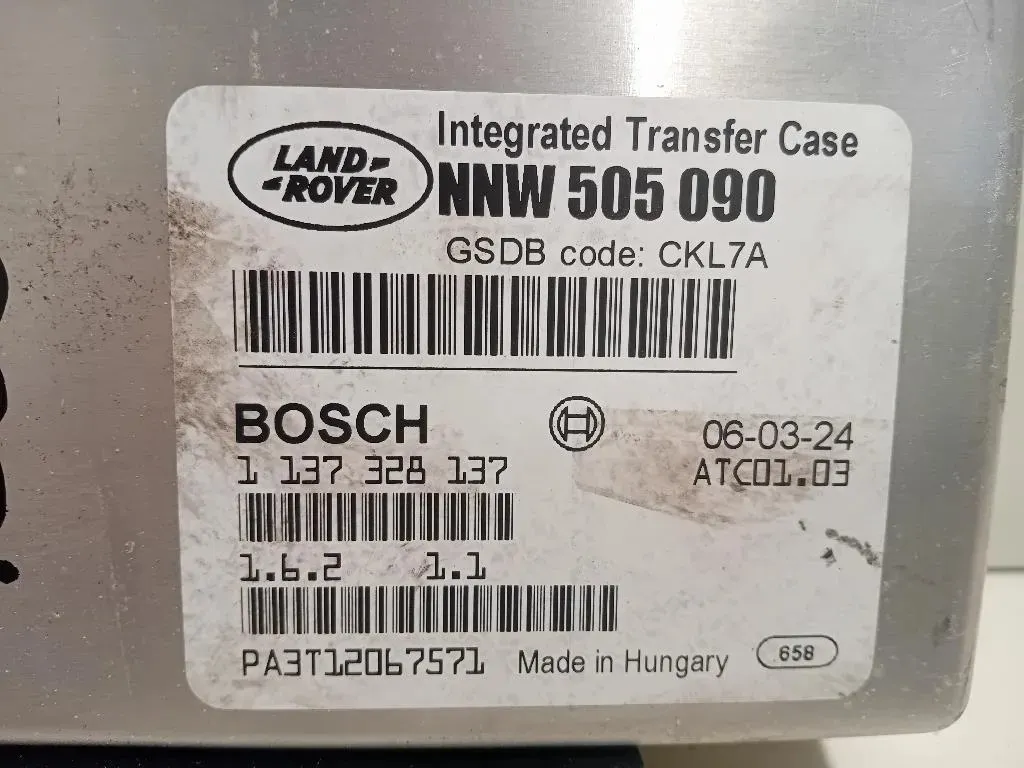 LAND
ROVER
Integrated Transfer Case
NNW 505 090
GSDB code: CKL7A
BOSCH
06-03-24
1 137 328 137
ATC01.03
1.6.2 1.1
PA3T12067571 Made in Hungary 658